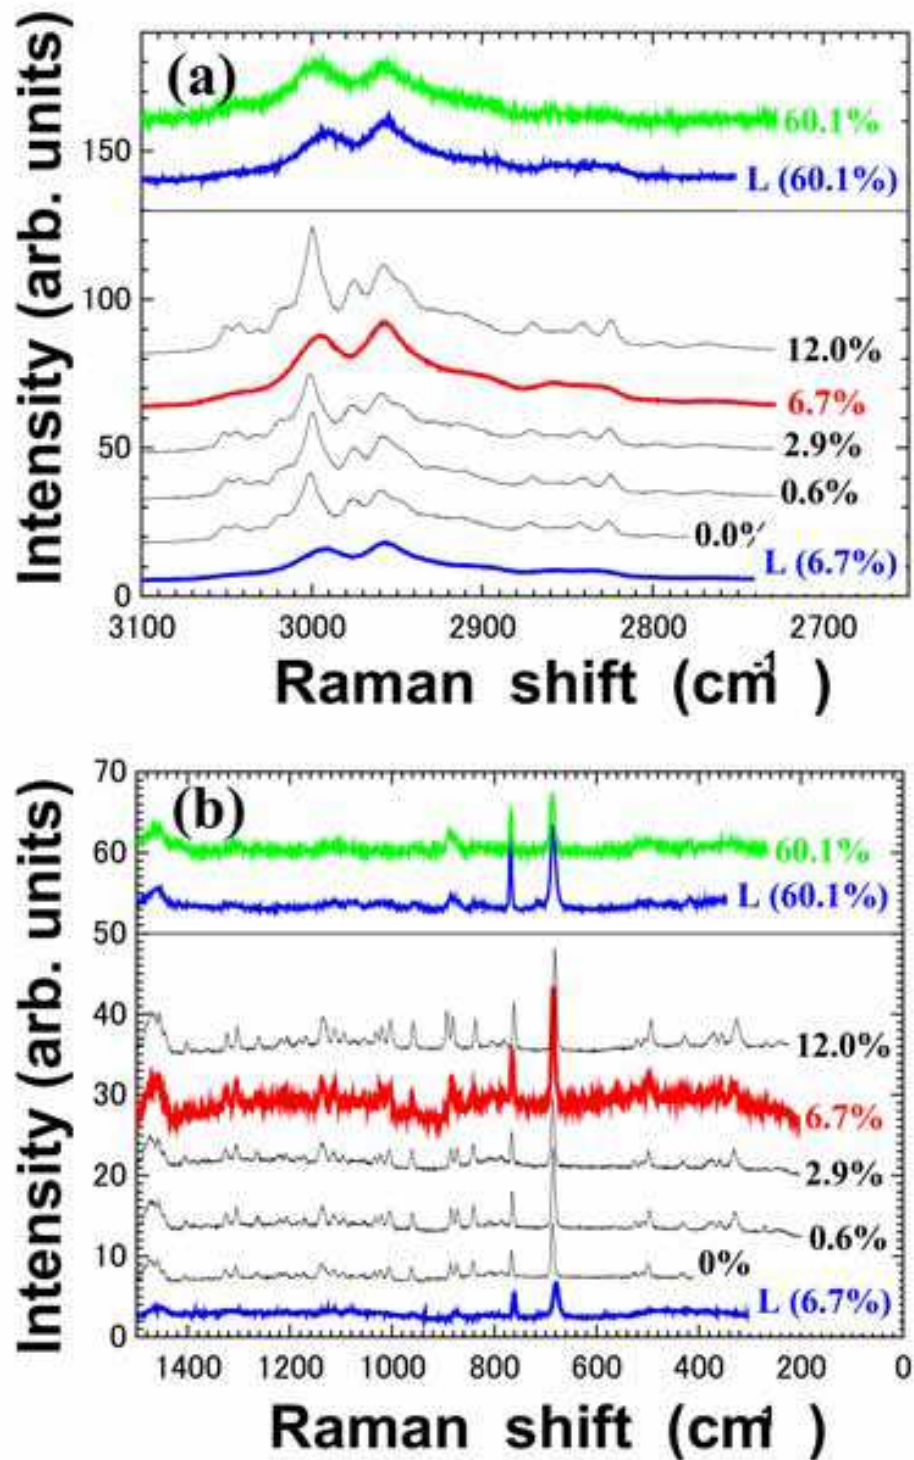 Intensity (arb. units)
(a)
150
100
50
0
60.1%
L (60.1%)
12.0%
6.7%
2.9%
0.6%
0.0%
L (6.7%)
3100 3000 2900 2800 2700
Raman shift (cm-1)
Intensity (arb. units)
(b)
70
60
50
40
30
20
10
0
60.1%
L (60.1%)
12.0%
6.7%
2.9%
0.6%
0%
L (6.7%)
1400 1200 1000 800 600 400 200 0
Raman shift (cm-1)